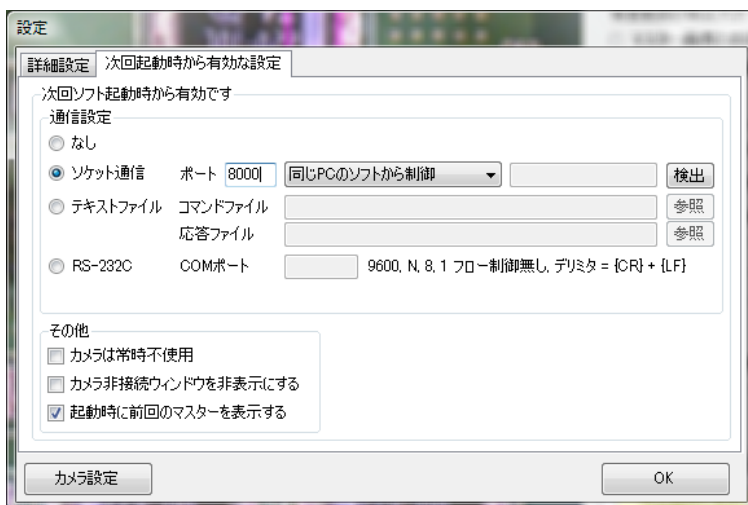 設定
詳細設定 次回起動時から有効な設定
次回ソフト起動時から有効です
通信設定
なし
ソケット通信 ポート 8000 同じPCのソフトから制御 検出
テキストファイル コマンドファイル 参照
応答ファイル 参照
RS-232C COMポート 9600, N, 8, 1 フロー制御無し, デリミタ = {CR} + {LF}
その他
カメラは常時不使用
カメラ非接続ウィンドウを非表示にする
起動時に前回のマスターを表示する
カメラ設定 OK